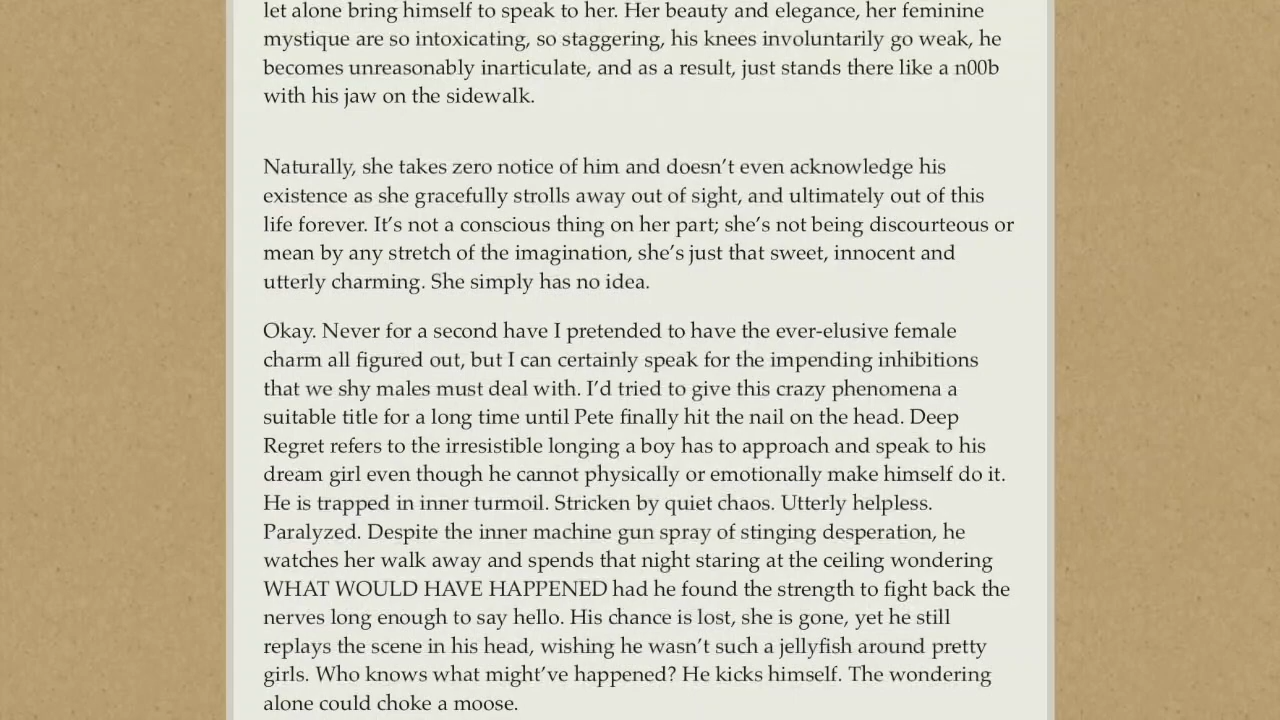 let alone bring himself to speak to her. Her beauty and elegance, her feminine
mystique are so intoxicating, so staggering, his knees involuntarily go weak, he
becomes unreasonably inarticulate, and as a result, just stands there like a n00b
with his jaw on the sidewalk.
Naturally, she takes zero notice of him and doesn’t even acknowledge his
existence as she gracefully strolls away out of sight, and ultimately out of this
life forever. It’s not a conscious thing on her part; she’s not being discourteous or
mean by any stretch of the imagination, she’s just that sweet, innocent and
utterly charming. She simply has no idea.
Okay. Never for a second have I pretended to have the ever-elusive female
charm all figured out, but I can certainly speak for the impending inhibitions
that we shy males must deal with. I’d tried to give this crazy phenomena a
suitable title for a long time until Pete finally hit the nail on the head. Deep
Regret refers to the irresistible longing a boy has to approach and speak to his
dream girl even though he cannot physically or emotionally make himself do it.
He is trapped in inner turmoil. Stricken by quiet chaos. Utterly helpless.
Paralyzed. Despite the inner machine gun spray of stinging desperation, he
watches her walk away and spends that night staring at the ceiling wondering
WHAT WOULD HAVE HAPPENED had he found the strength to fight back the
nerves long enough to say hello. His chance is lost, she is gone, yet he still
replays the scene in his head, wishing he wasn’t such a jellyfish around pretty
girls. Who knows what might’ve happened? He kicks himself. The wondering
alone could choke a moose.